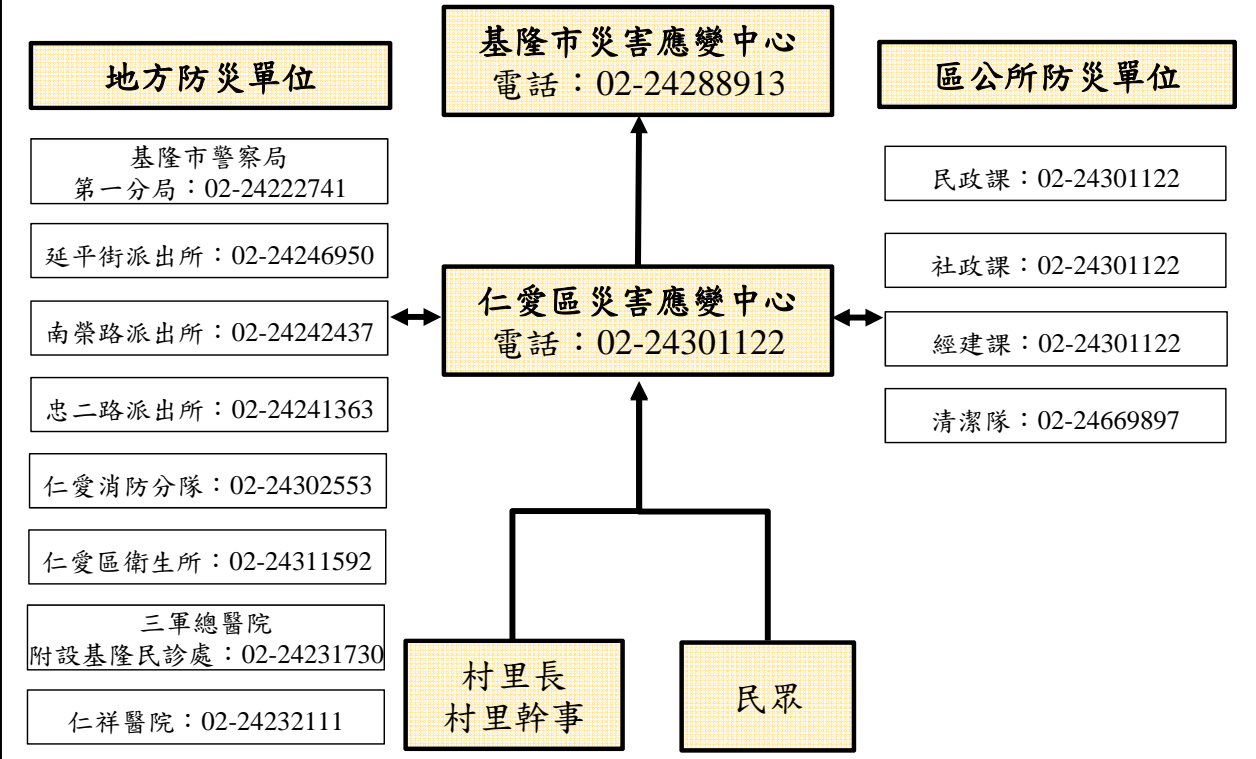 基隆市災害應變中心
電話：02-24288913
地方防災單位
基隆市警察局
第一分局：02-24222741
延平街派出所：02-24246950
南榮路派出所：02-24242437
忠二路派出所：02-24241363
仁愛消防分隊：02-24302553
仁愛區衛生所：02-24311592
三軍總醫院
附設基隆民診處：02-24231730
仁祥醫院：02-24232111
仁愛區災害應變中心
電話：02-24301122
村里長
村里幹事
民眾
區公所防災單位
民政課：02-24301122
社政課：02-24301122
經建課：02-24301122
清潔隊：02-24669897